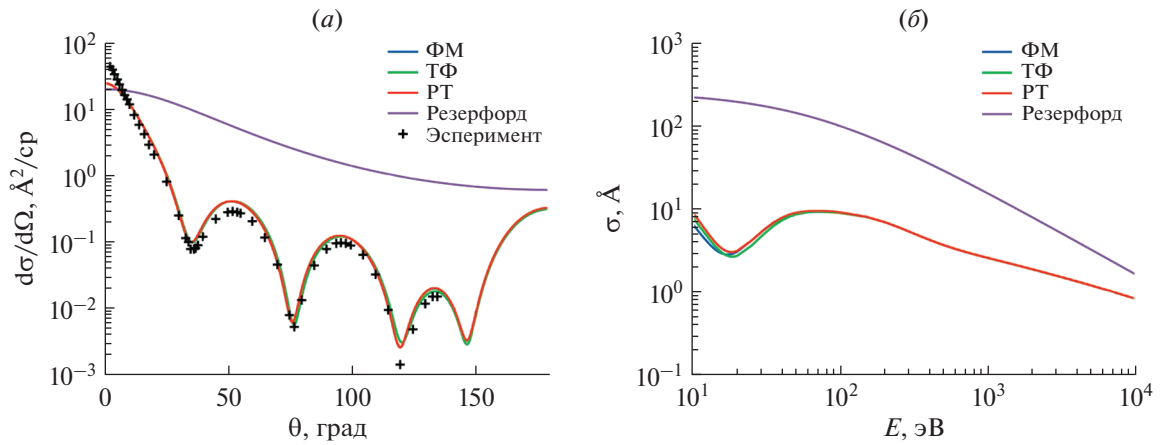 (а)
dσ/dΩ, Å²/ср
10²
10¹
10⁰
10⁻¹
10⁻²
10⁻³
0
50
100
150
θ, град
ФМ
ТФ
РТ
Резерфорд
Эсперимент
(б)
σ, Å
10³
10²
10¹
10⁰
10⁻¹
10¹
10²
10³
10⁴
E, эВ
ФМ
ТФ
РТ
Резерфорд